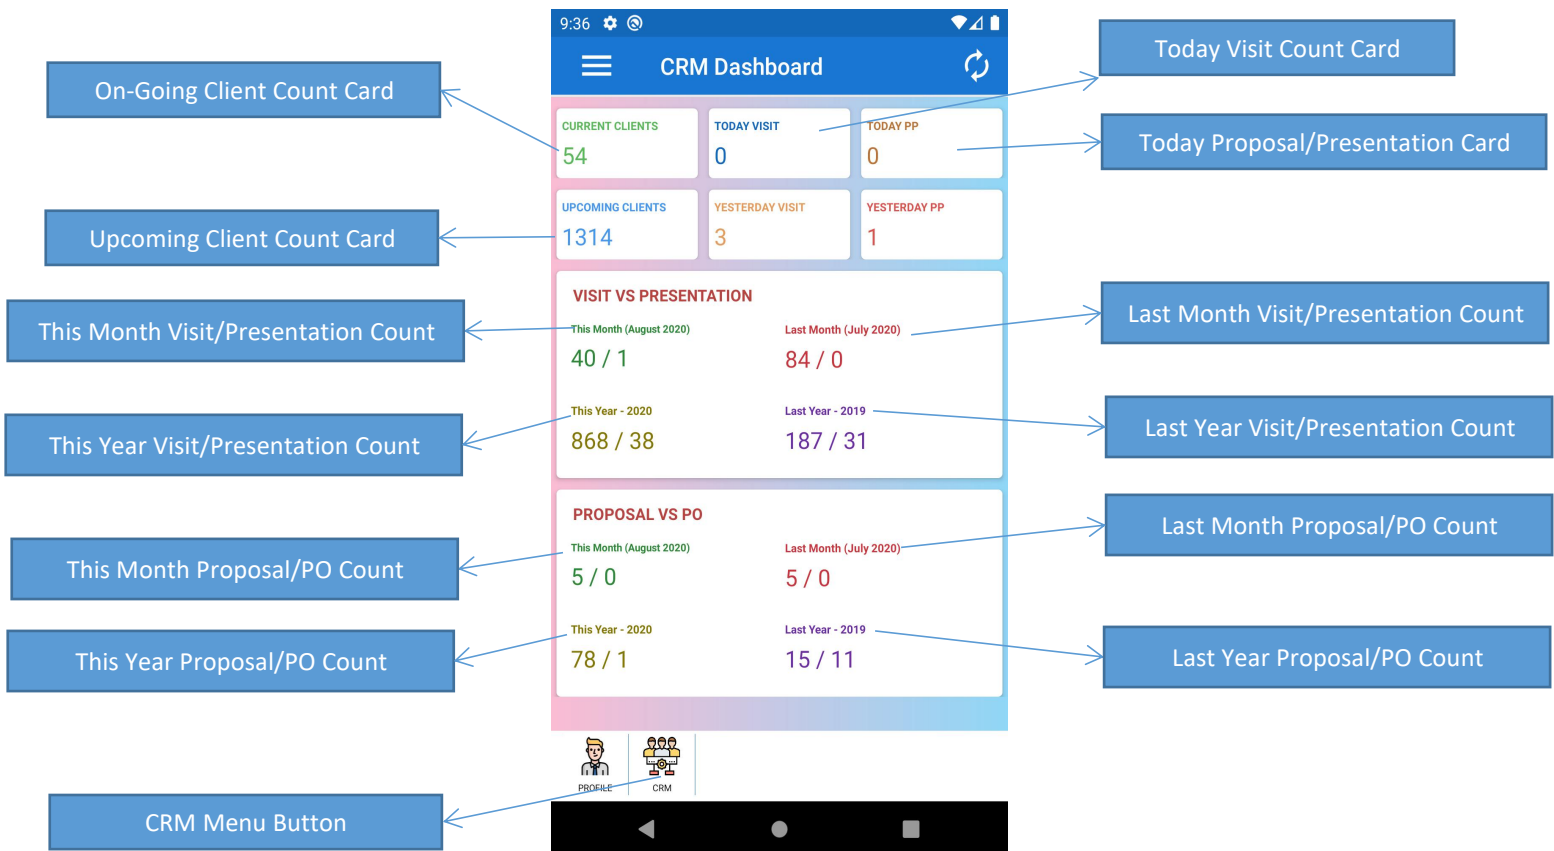 9:36
CRM Dashboard
CURRENT CLIENTS
54
TODAY VISIT
0
TODAY PP
0
UPCOMING CLIENTS
1314
YESTERDAY VISIT
3
YESTERDAY PP
1
VISIT VS PRESENTATION
This Month (August 2020)
40 / 1
Last Month (July 2020)
84 / 0
This Year - 2020
868 / 38
Last Year - 2019
187 / 31
PROPOSAL VS PO
This Month (August 2020)
5 / 0
Last Month (July 2020)
5 / 0
This Year - 2020
78 / 1
Last Year - 2019
15 / 11
PROFILE
CRM
On-Going Client Count Card
Upcoming Client Count Card
This Month Visit/Presentation Count
This Year Visit/Presentation Count
This Month Proposal/PO Count
This Year Proposal/PO Count
CRM Menu Button
Today Visit Count Card
Today Proposal/Presentation Card
Last Month Visit/Presentation Count
Last Year Visit/Presentation Count
Last Month Proposal/PO Count
Last Year Proposal/PO Count